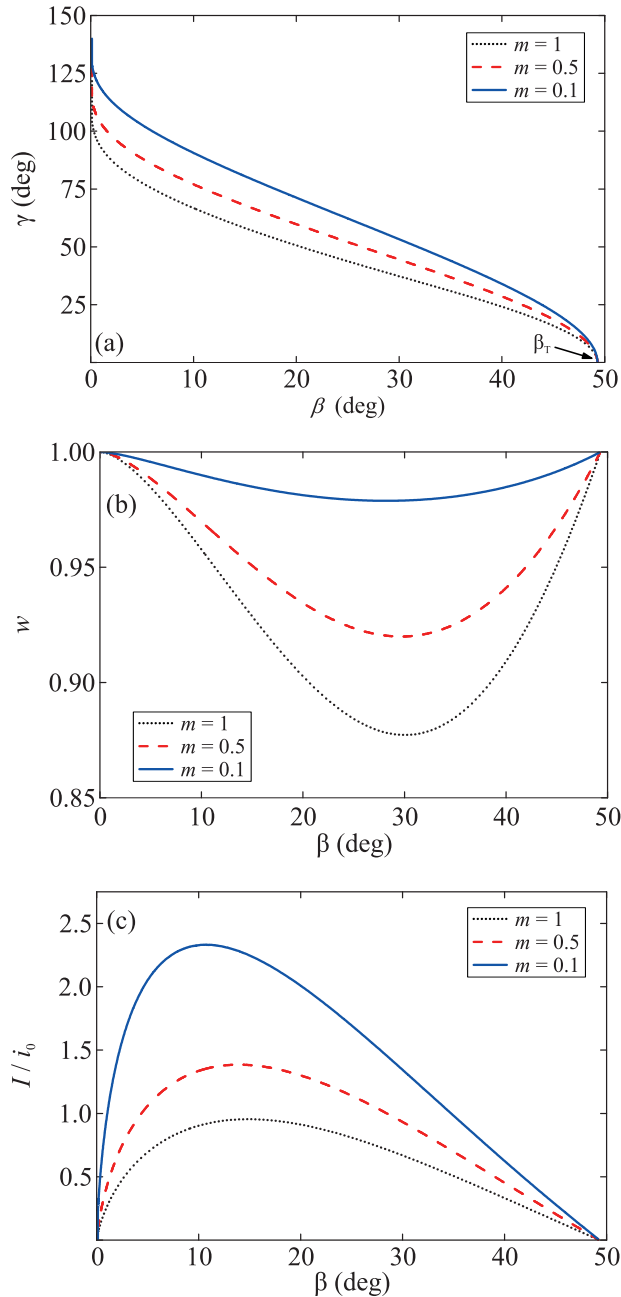 150
125
100
75
50
25
γ (deg)
m = 1
m = 0.5
m = 0.1
(a)
β_T
0 10 20 30 40 50
β (deg)
1.00
0.95
0.90
0.85
w
(b)
m = 1
m = 0.5
m = 0.1
0 10 20 30 40 50
β (deg)
2.5
2.0
1.5
1.0
0.5
I / i_0
(c)
m = 1
m = 0.5
m = 0.1
0 10 20 30 40 50
β (deg)